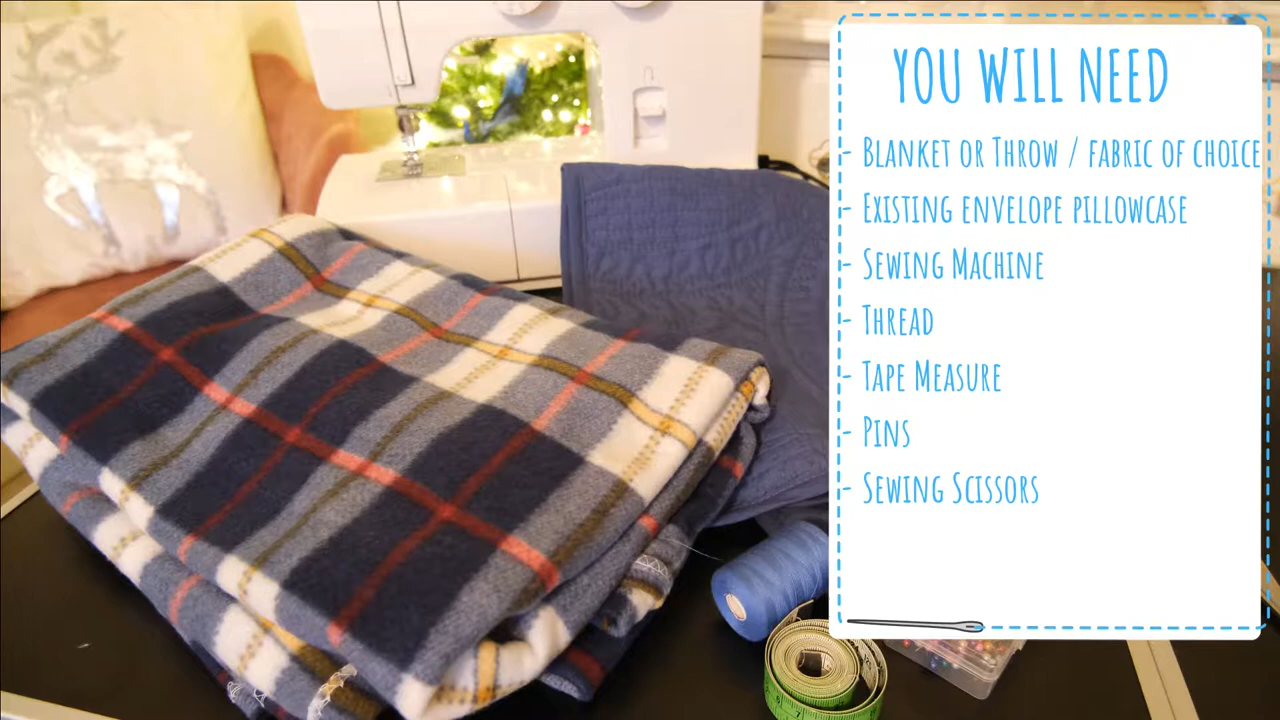 YOU WILL NEED
- BLANKET OR THROW / FABRIC OF CHOICE
- EXISTING ENVELOPE PILLOWCASE
- SEWING MACHINE
- THREAD
- TAPE MEASURE
- PINS
- SEWING SCISSORS